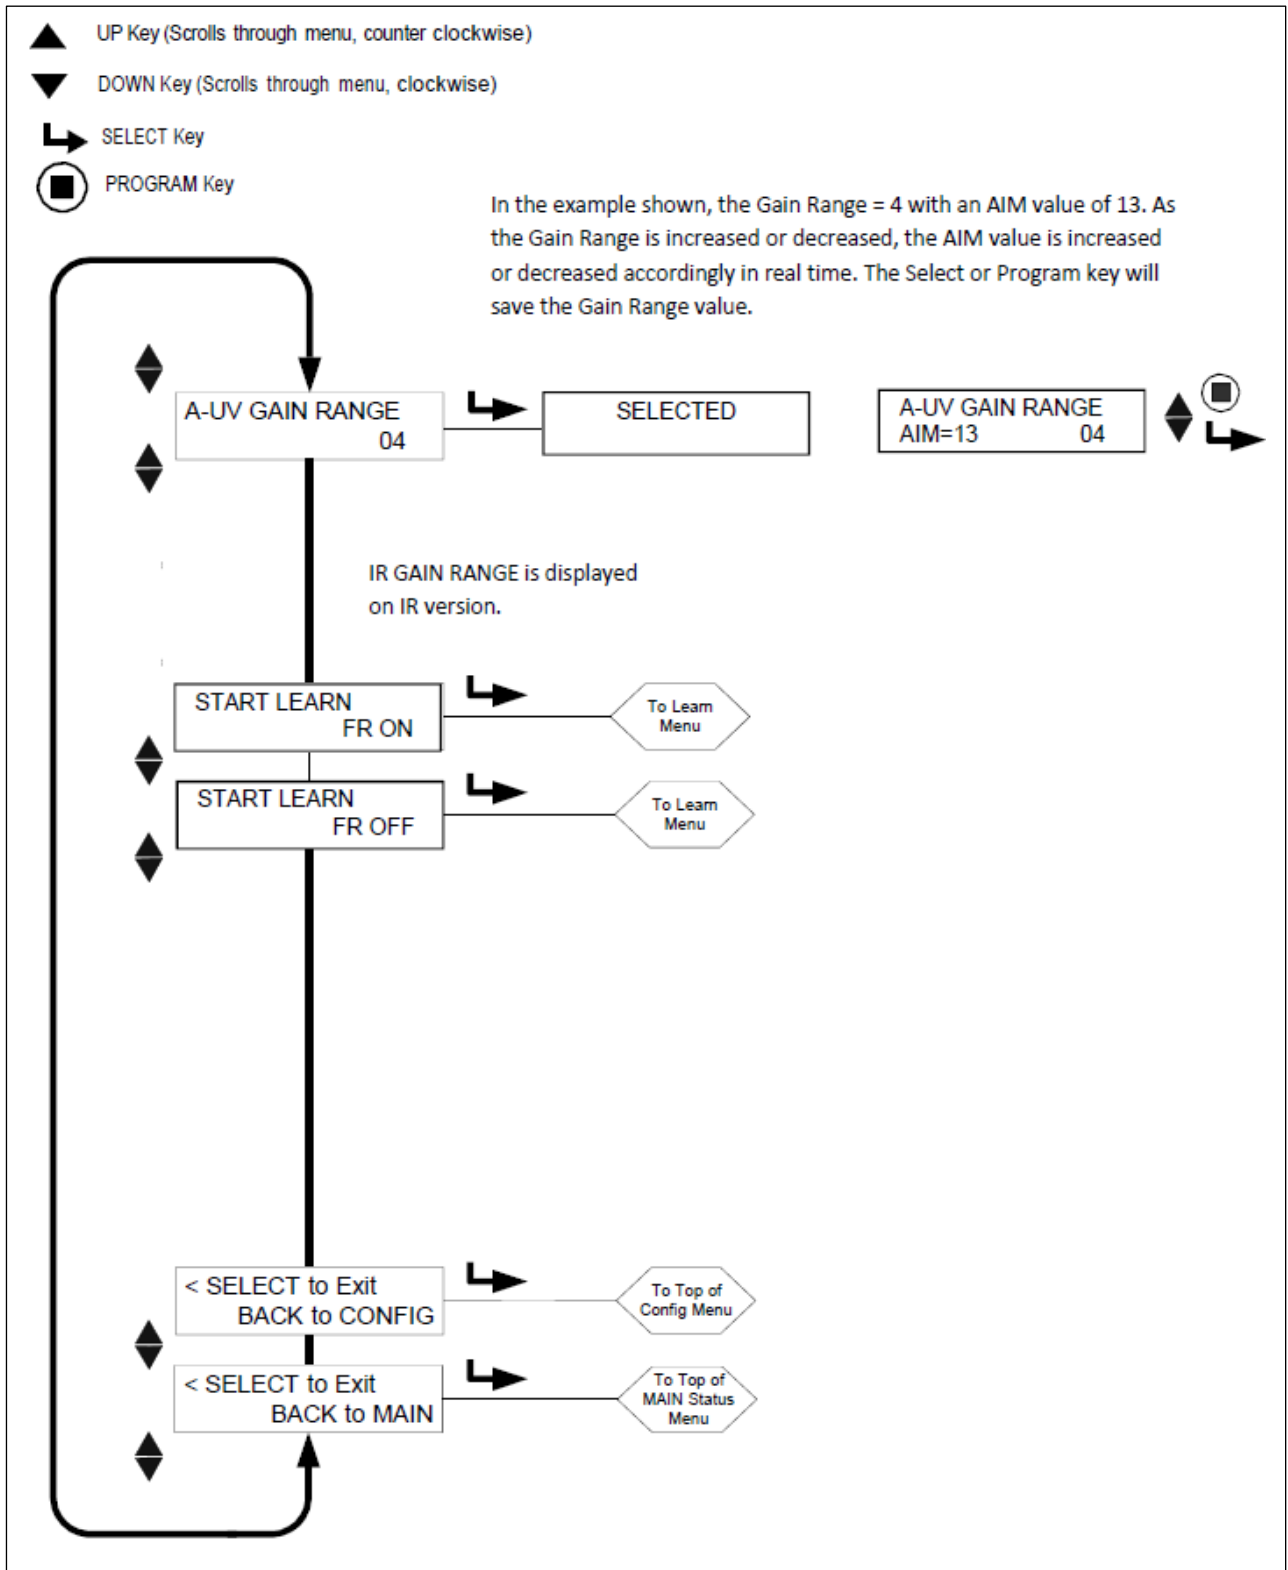 UP Key (Scrolls through menu, counter clockwise)
DOWN Key (Scrolls through menu, clockwise)
SELECT Key
PROGRAM Key
In the example shown, the Gain Range = 4 with an AIM value of 13. As
the Gain Range is increased or decreased, the AIM value is increased
or decreased accordingly in real time. The Select or Program key will
save the Gain Range value.
A-UV GAIN RANGE
04
SELECTED
A-UV GAIN RANGE
AIM=13 04
IR GAIN RANGE is displayed
on IR version.
START LEARN
FR ON
To Learn
Menu
START LEARN
FR OFF
To Learn
Menu
< SELECT to Exit
BACK to CONFIG
To Top of
Config Menu
< SELECT to Exit
BACK to MAIN
To Top of
MAIN Status
Menu